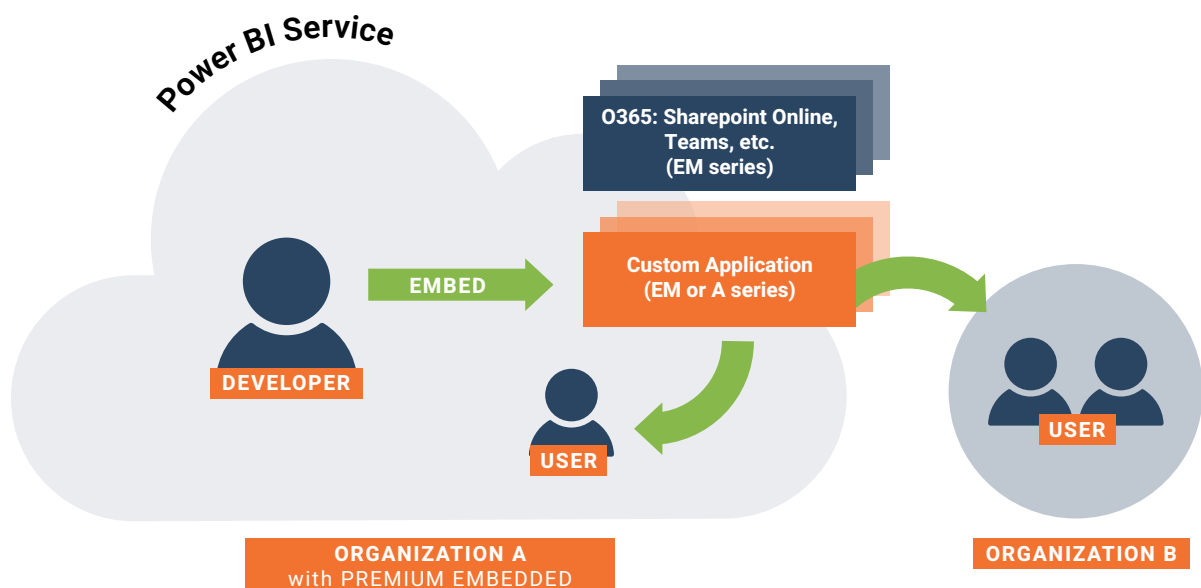 Power BI Service
O365: Sharepoint Online,
Teams, etc.
(EM series)
Custom Application
(EM or A series)
EMBED
DEVELOPER
USER
USER
ORGANIZATION A
with PREMIUM EMBEDDED
ORGANIZATION B